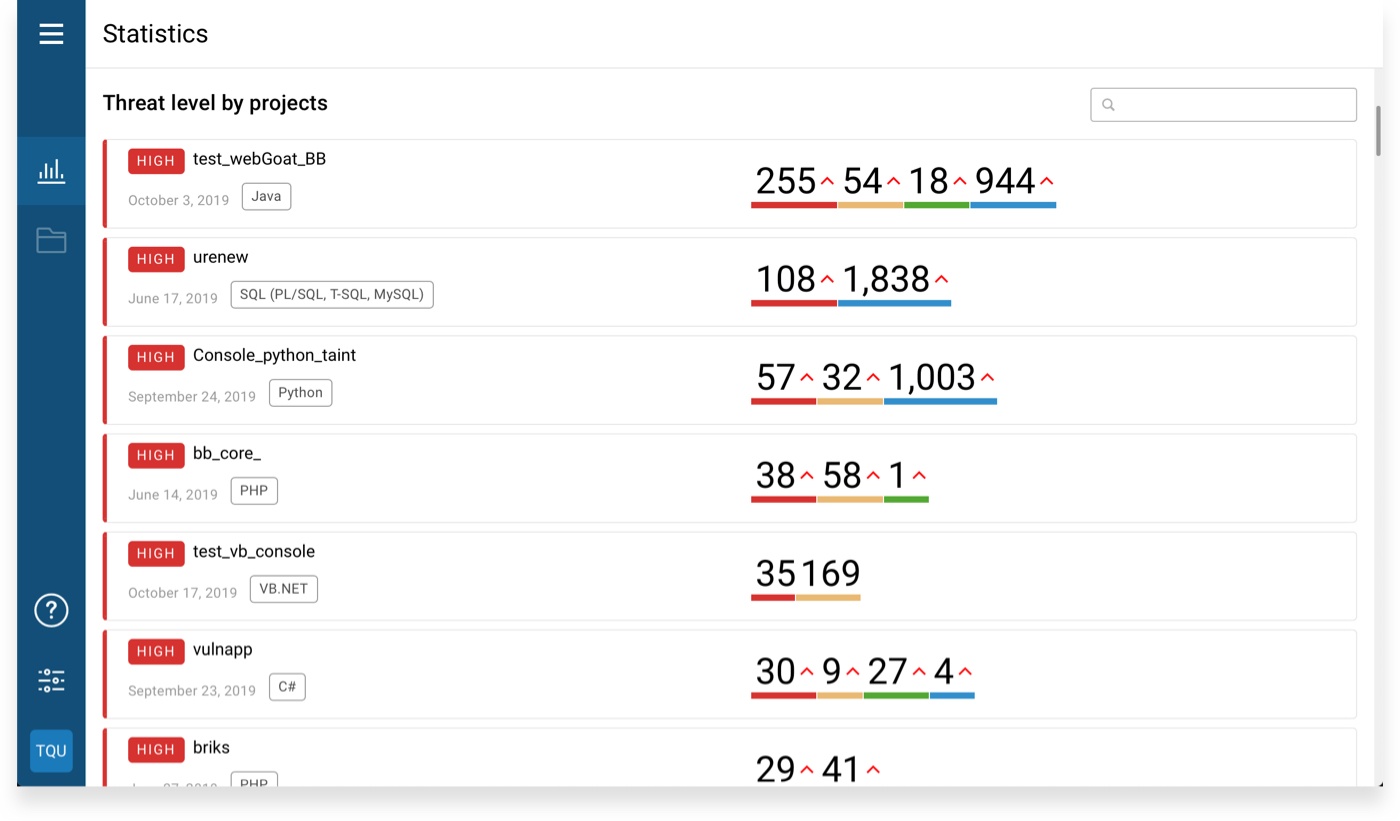 Statistics
Threat level by projects
HIGH test_webGoat_BB
October 3, 2019 Java
255 54 18 944
HIGH urenew
June 17, 2019 SQL (PL/SQL, T-SQL, MySQL)
108 1,838
HIGH Console_python_taint
September 24, 2019 Python
57 32 1,003
HIGH bb_core_
June 14, 2019 PHP
38 58 1
HIGH test_vb_console
October 17, 2019 VB.NET
35 169
HIGH vulnapp
September 23, 2019 C#
30 9 27 4
HIGH briks
PHP
29 41
?
TQU